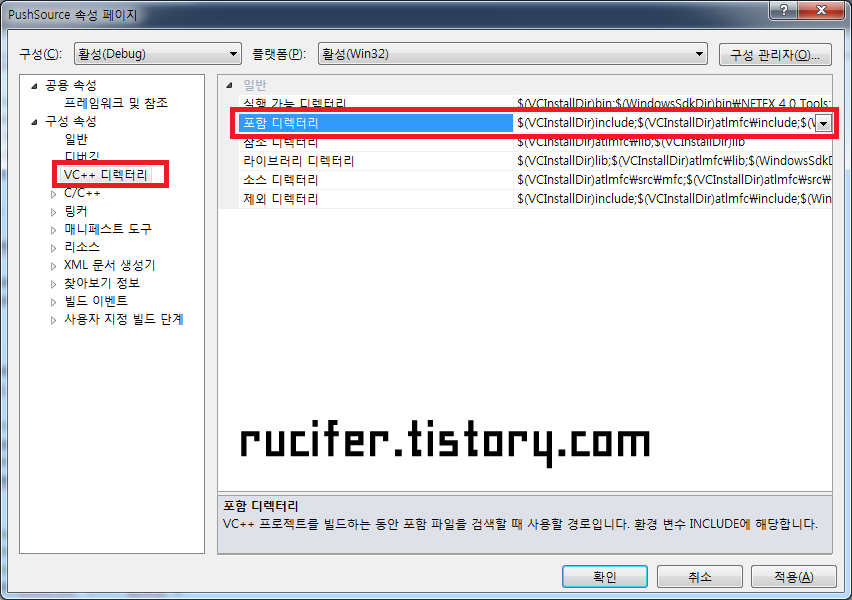 PushSource 속성 페이지
구성(C): 활성(Debug) 플랫폼(P): 활성(Win32) 구성 관리자(O)...
공용 속성
프레임워크 및 참조
구성 속성
일반
디버깅
VC++ 디렉터리
C/C++
링커
매니페스트 도구
리소스
XML 문서 생성기
찾아보기 정보
빌드 이벤트
사용자 지정 빌드 단계
일반
실행 가능 디렉터리 $(VCInstallDir)bin;$(WindowsSdkDir)bin₩NETFX 4.0 Tools;
포함 디렉터리 $(VCInstallDir)include;$(VCInstallDir)atlmfc₩include;$(W
참조 디렉터리 $(VCInstallDir)atlmfc₩lib;$(VCInstallDir)lib
라이브러리 디렉터리 $(VCInstallDir)lib;$(VCInstallDir)atlmfc₩lib;$(WindowsSdkD
소스 디렉터리 $(VCInstallDir)atlmfc₩src₩mfc;$(VCInstallDir)atlmfc₩src₩
제외 디렉터리 $(VCInstallDir)include;$(VCInstallDir)atlmfc₩include;$(Win
rucifer.tistory.com
포함 디렉터리
VC++ 프로젝트를 빌드하는 동안 포함 파일을 검색할 때 사용할 경로입니다. 환경 변수 INCLUDE에 해당합니다.
확인 취소 적용(A)